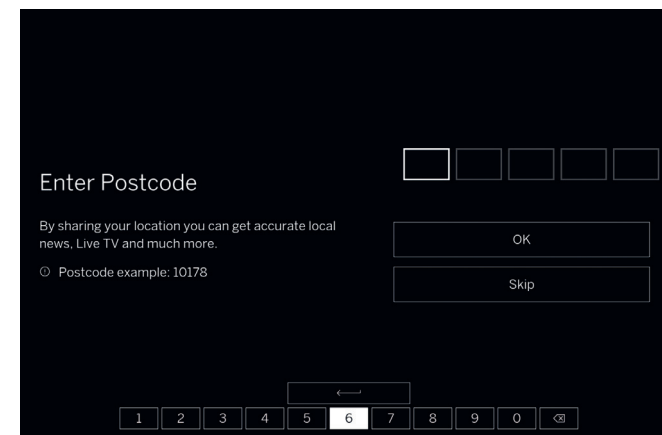 Enter Postcode
By sharing your location you can get accurate local
news, Live TV and much more.
Postcode example: 10178
OK
Skip
1 2 3 4 5 6 7 8 9 0